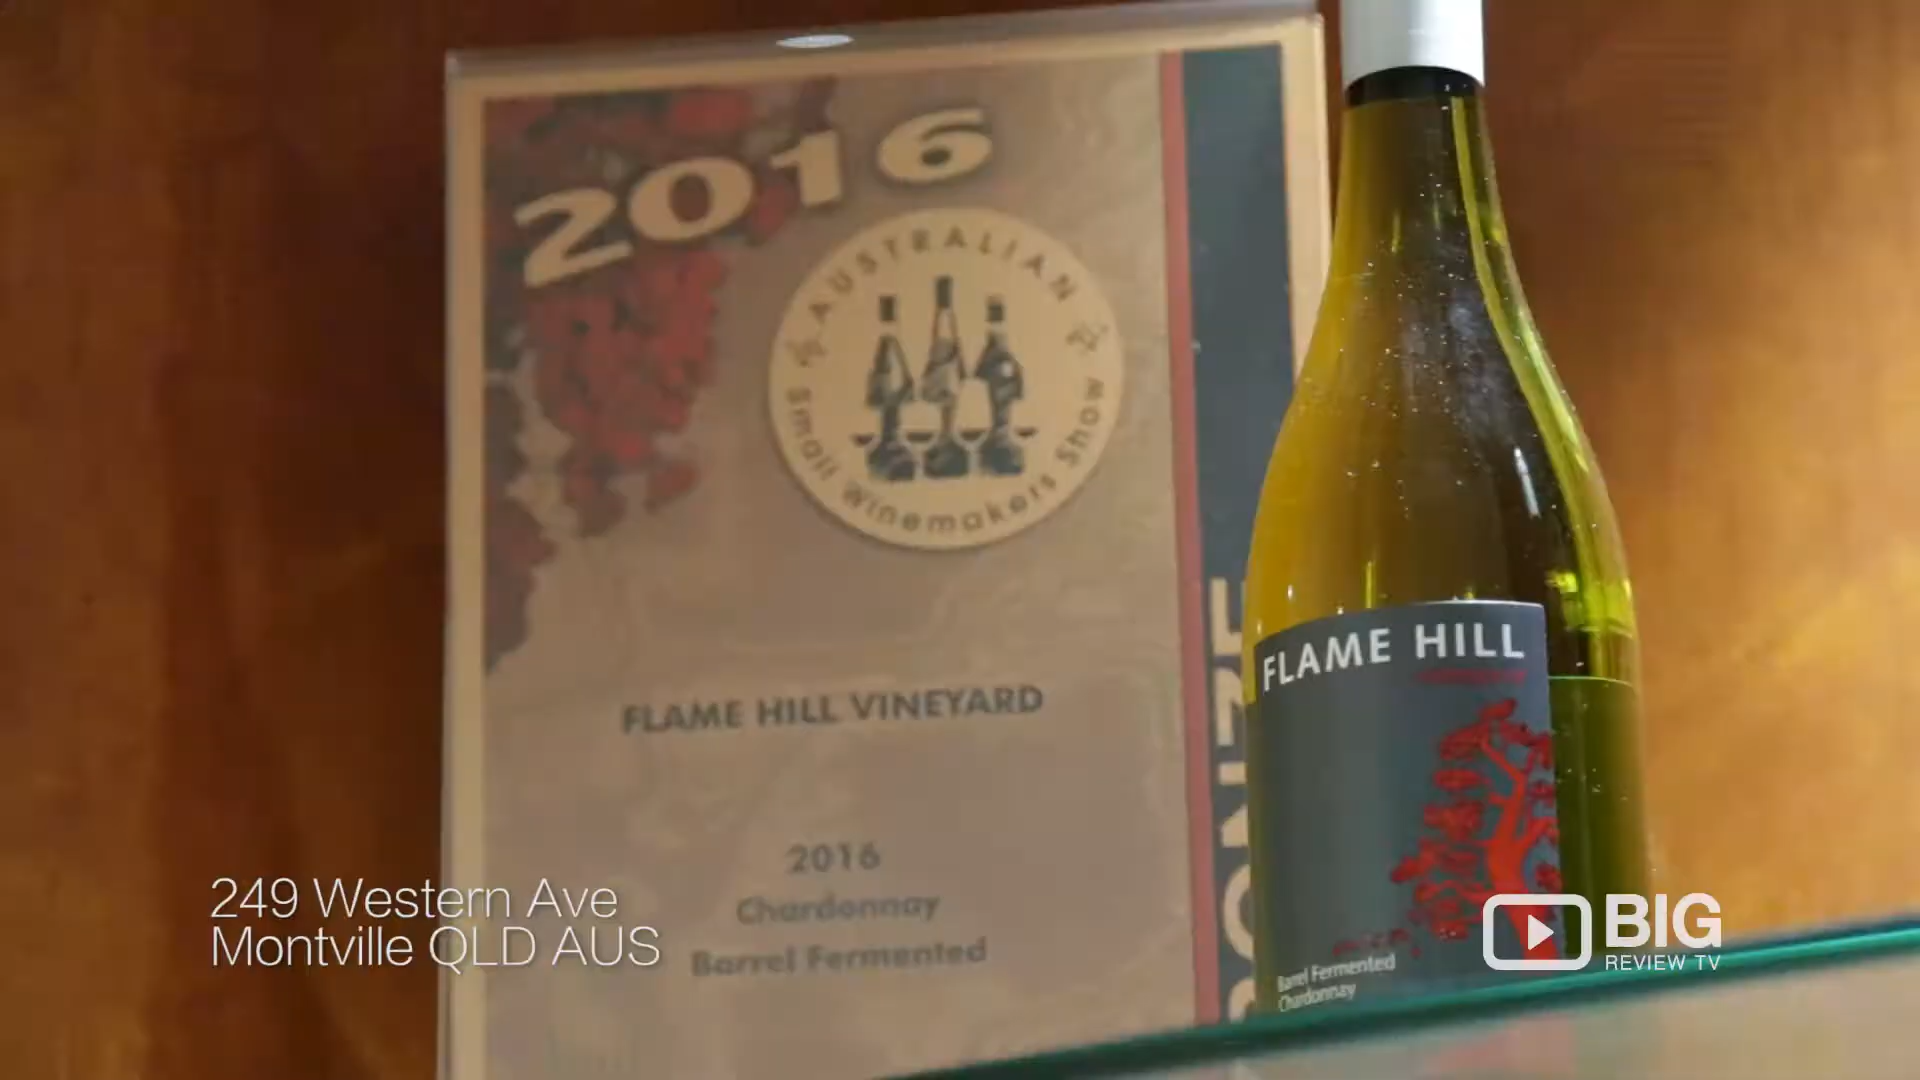 2016
AUSTRALIAN
Small Winemakers Show
FLAME HILL VINEYARD
2016
Chardonnay
Barrel Fermented
FLAME HILL
Barrel Fermented
Chardonnay
249 Western Ave
Montville QLD AUS
BIG
REVIEW TV